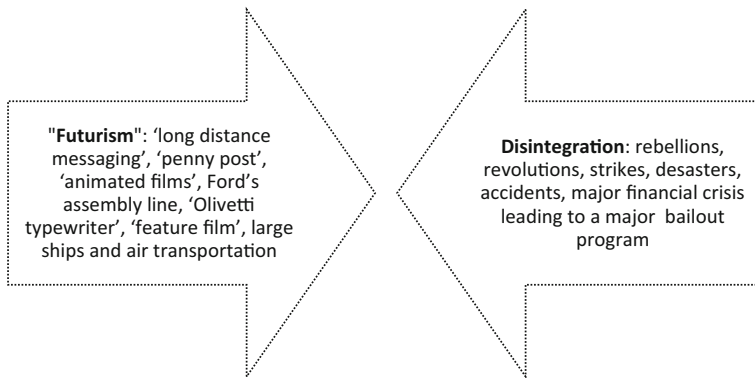 "Futurism": ‘long distance
messaging’, ‘penny post’,
‘animated films’, Ford’s
assembly line, ‘Olivetti
typewriter’, ‘feature film’, large
ships and air transportation
Disintegration: rebellions,
revolutions, strikes, desasters,
accidents, major financial crisis
leading to a major bailout
program